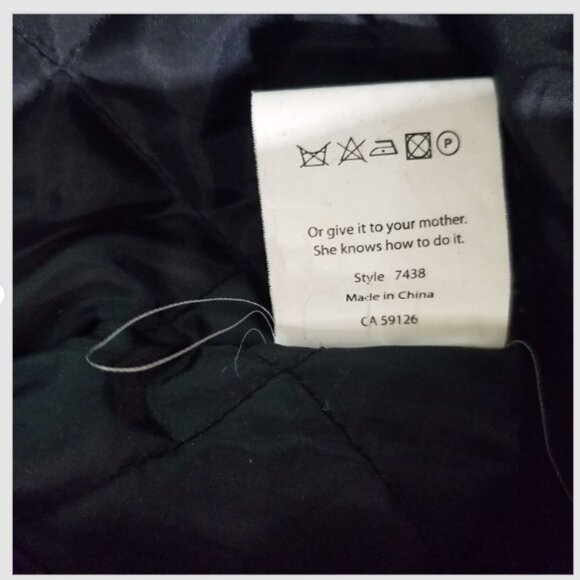 P
Or give it to your mother.
She knows how to do it.
Style 7438
Made in China
CA 59126